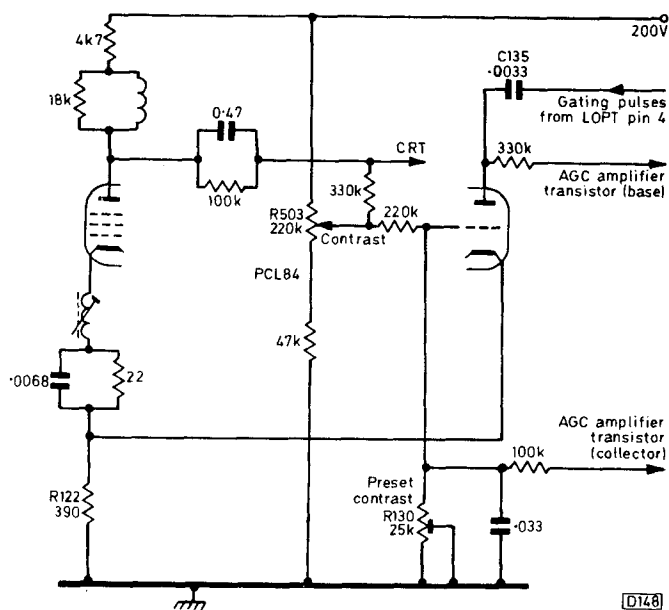 4k7
200V
18k
C135
·0033
Gating pulses
from LOPT pin 4
0·47
CRT
330k
AGC amplifier
transistor (base)
100k
330k
R503
220k
220k
Contrast
PCL84
47k
·0068
22
AGC amplifier
transistor
(collector)
100k
R122
390
Preset
contrast
R130
25k
·033
D148